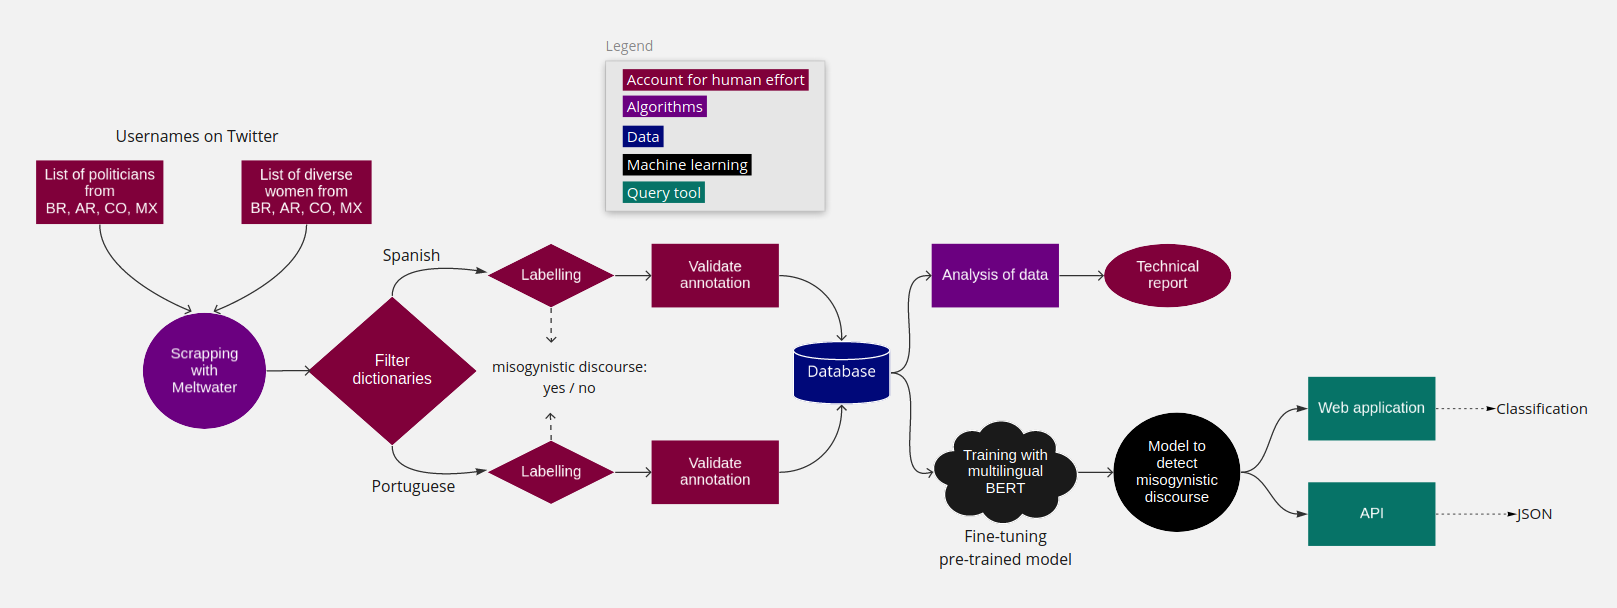 Legend
Account for human effort
Algorithms
Data
Machine learning
Query tool
Usernames on Twitter
List of politicians
from
BR, AR, CO, MX
List of diverse
women from
BR, AR, CO, MX
Scrapping
with
Meltwater
Filter
dictionaries
Spanish
Labelling
Validate
annotation
misogynistic discourse:
yes / no
Portuguese
Labelling
Validate
annotation
Database
Analysis of data
Technical
report
Training with
multilingual
BERT
Fine-tuning
pre-trained model
Model to
detect
misogynistic
discourse
Web application
Classification
API
JSON